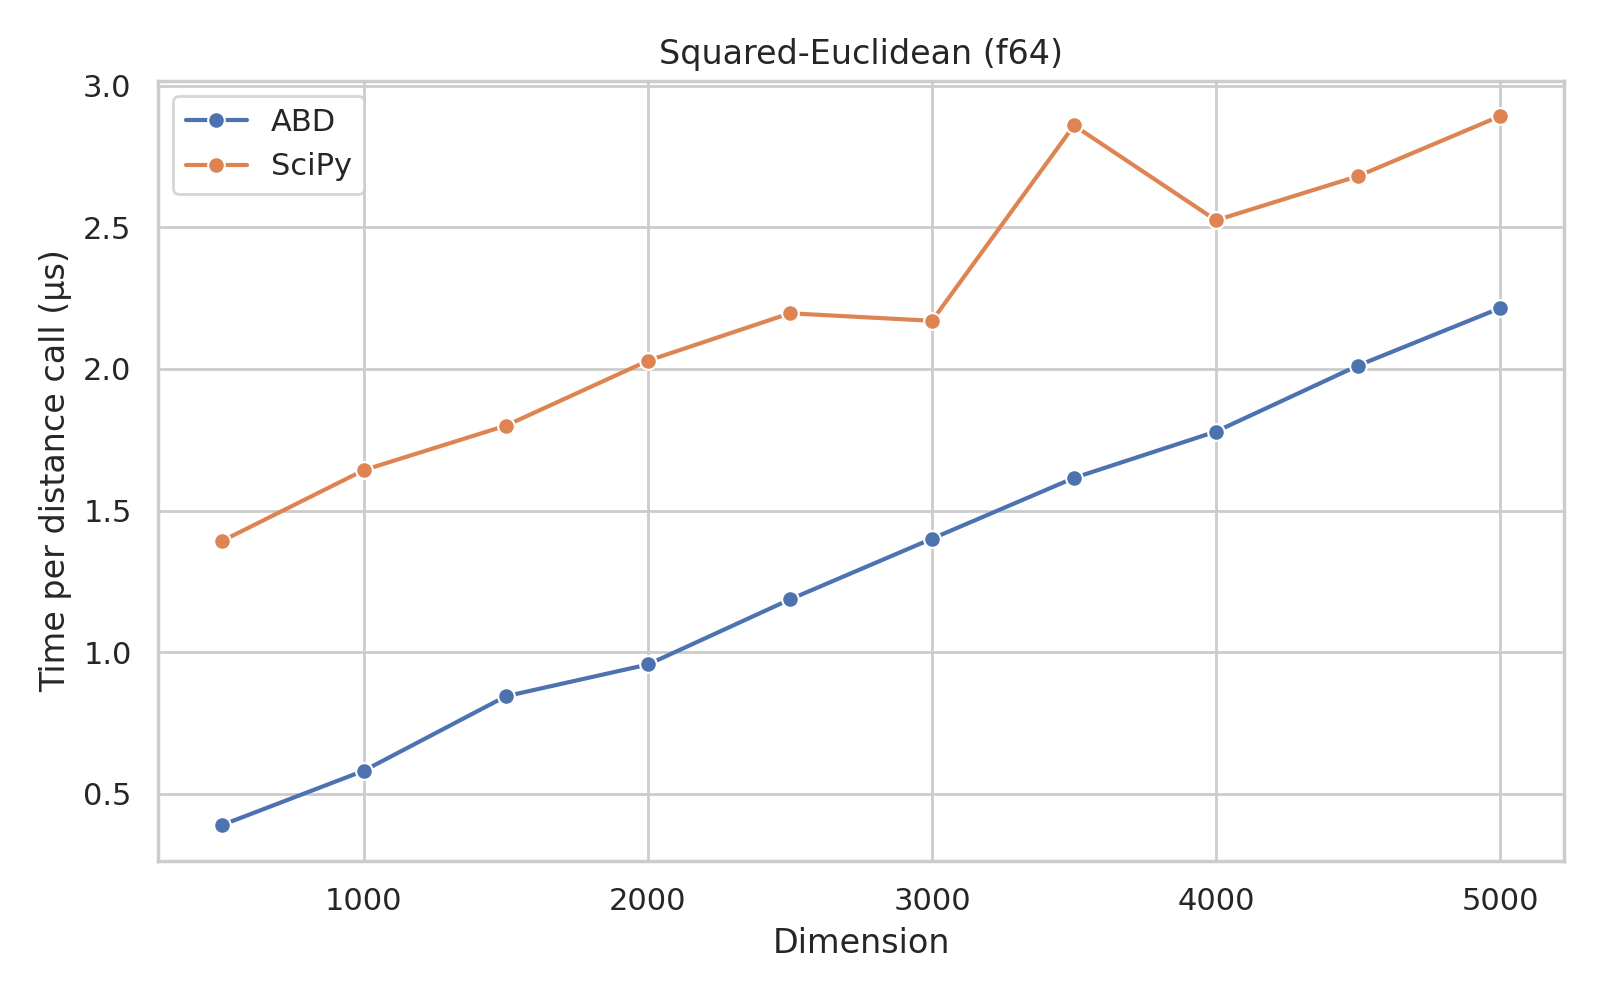 Squared-Euclidean (f64)
ABD
SciPy
Time per distance call (µs)
3.0
2.5
2.0
1.5
1.0
0.5
1000 2000 3000 4000 5000
Dimension